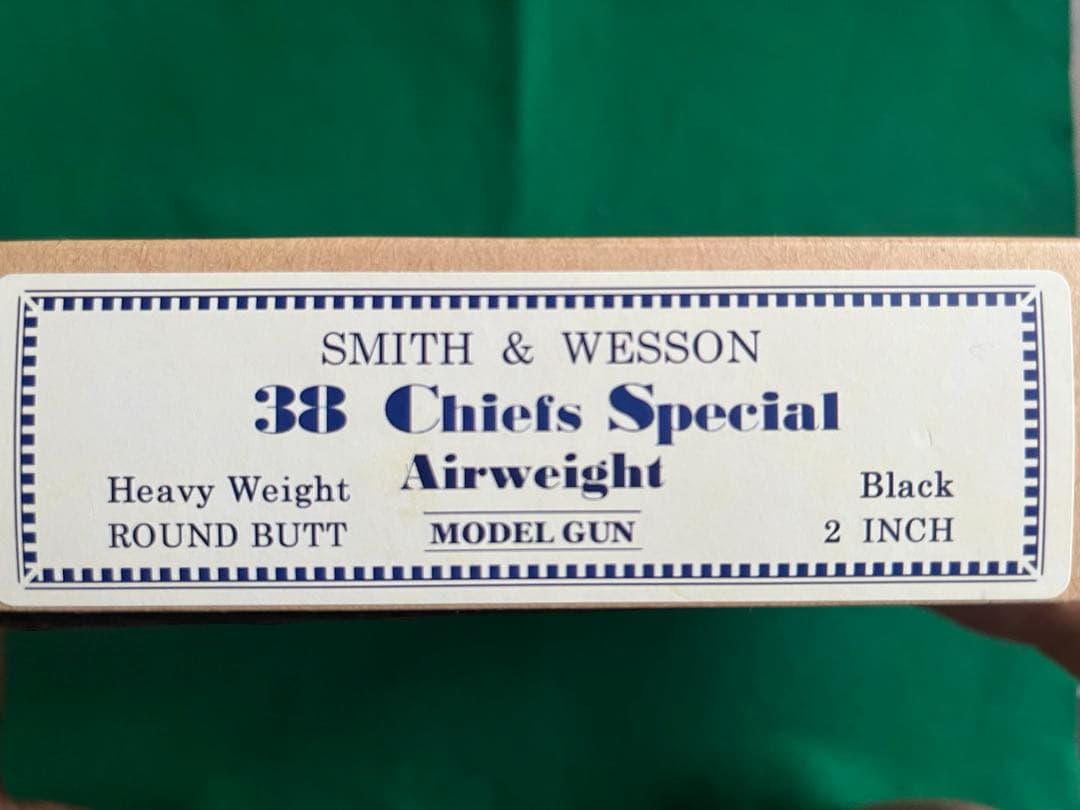 SMITH & WESSON
38 Chiefs Special
Airweight
Heavy Weight
ROUND BUTT
MODEL GUN
Black
2 INCH